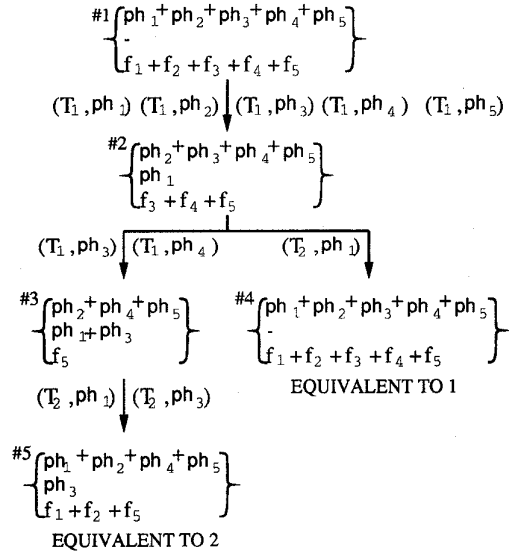 #1 ph₁+ph₂+ph₃+ph₄+ph₅
-
f₁+f₂+f₃+f₄+f₅
(T₁,ph₁) (T₁,ph₂) (T₁,ph₃) (T₁,ph₄) (T₁,ph₅)
#2 ph₂+ph₃+ph₄+ph₅
ph₁
f₃+f₄+f₅
(T₁,ph₃) (T₁,ph₄) (T₂,ph₁)
#3 ph₂+ph₄+ph₅
ph₁+ph₃
f₅
#4 ph₁+ph₂+ph₃+ph₄+ph₅
-
f₁+f₂+f₃+f₄+f₅
EQUIVALENT TO 1
(T₂,ph₁) (T₂,ph₃)
#5 ph₁+ph₂+ph₄+ph₅
ph₃
f₁+f₂+f₅
EQUIVALENT TO 2